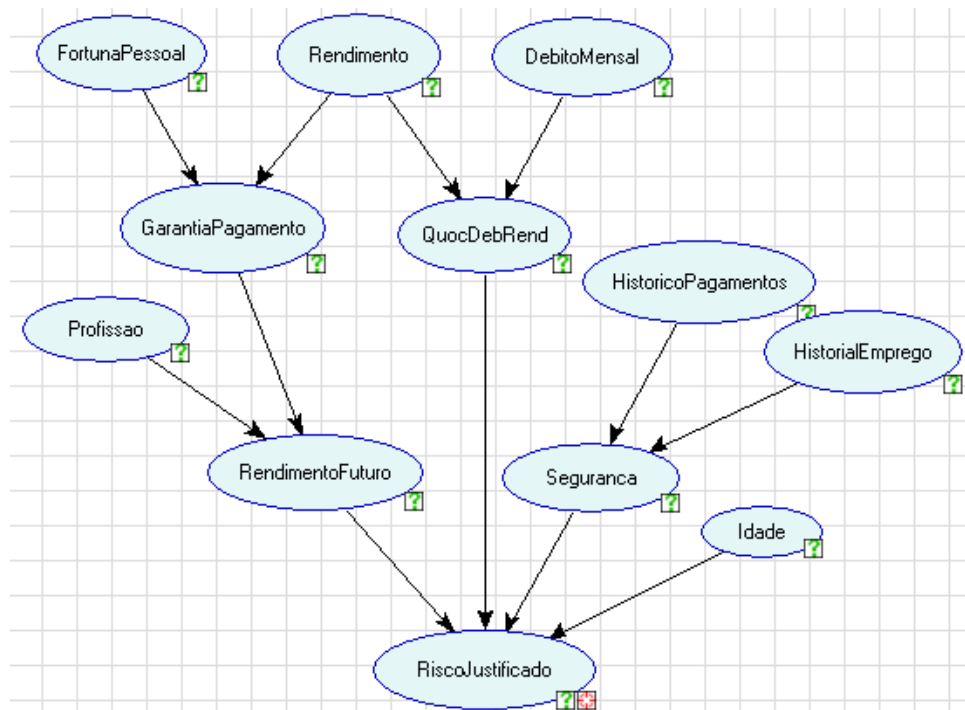 FortunaPessoal
Rendimento
DebitoMensal
GarantiaPagamento
QuocDebRend
HistoricoPagamentos
Profissao
HistorialEmprego
RendimentoFuturo
Seguranca
Idade
RiscoJustificado